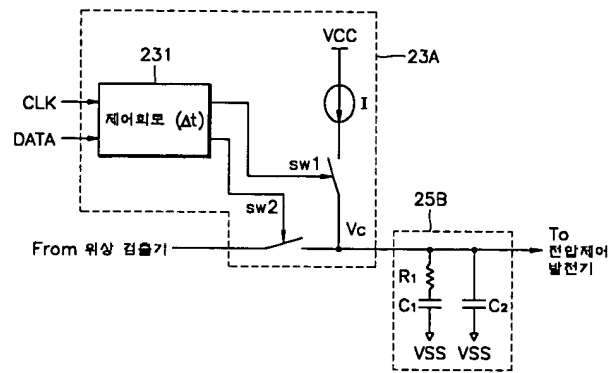 VCC
231
23A
CLK
제어회로 (Δt)
I
DATA
sw1
sw2
25B
Vc
From 위상 검출기
To
전압제어
발전기
R1
C1
C2
VSS
VSS